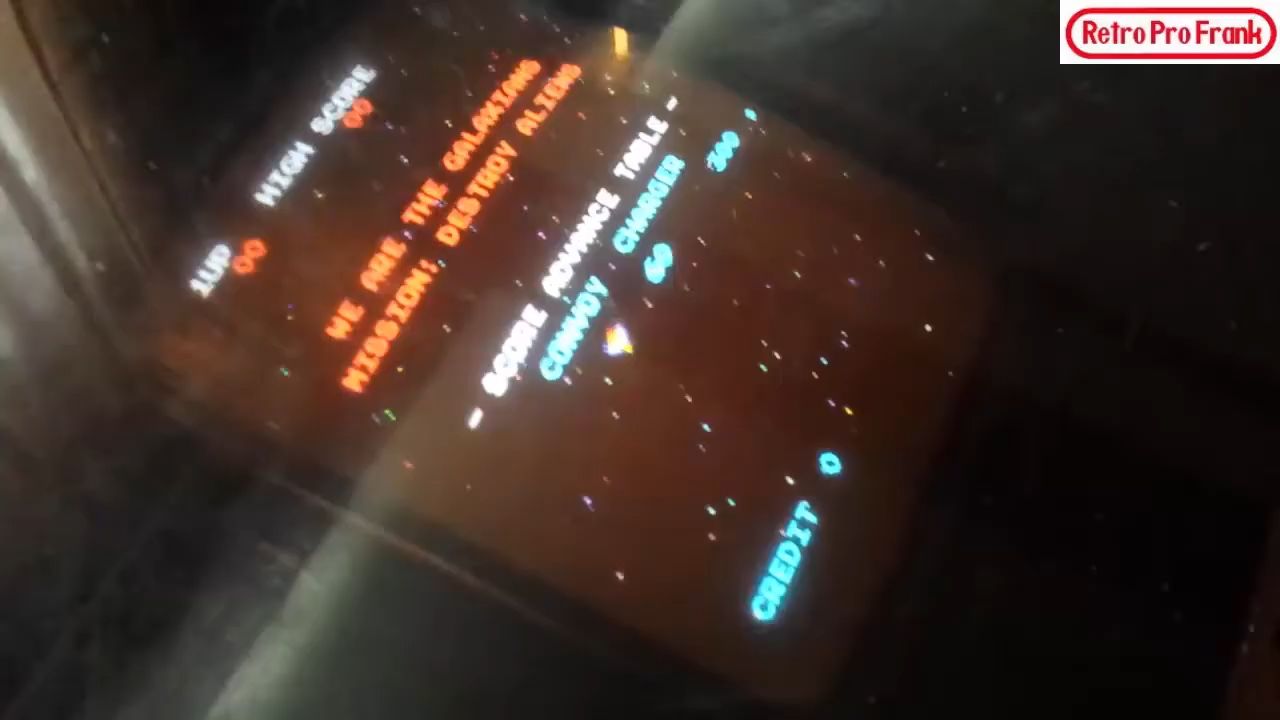 Retro Pro Frank
1UP HIGH SCORE
00 00
WE ARE THE GALAXIANS
MISSION: DESTROY ALIENS
- SCORE ADVANCE TABLE -
CONVOY CHARGER
60 300
CREDIT 0